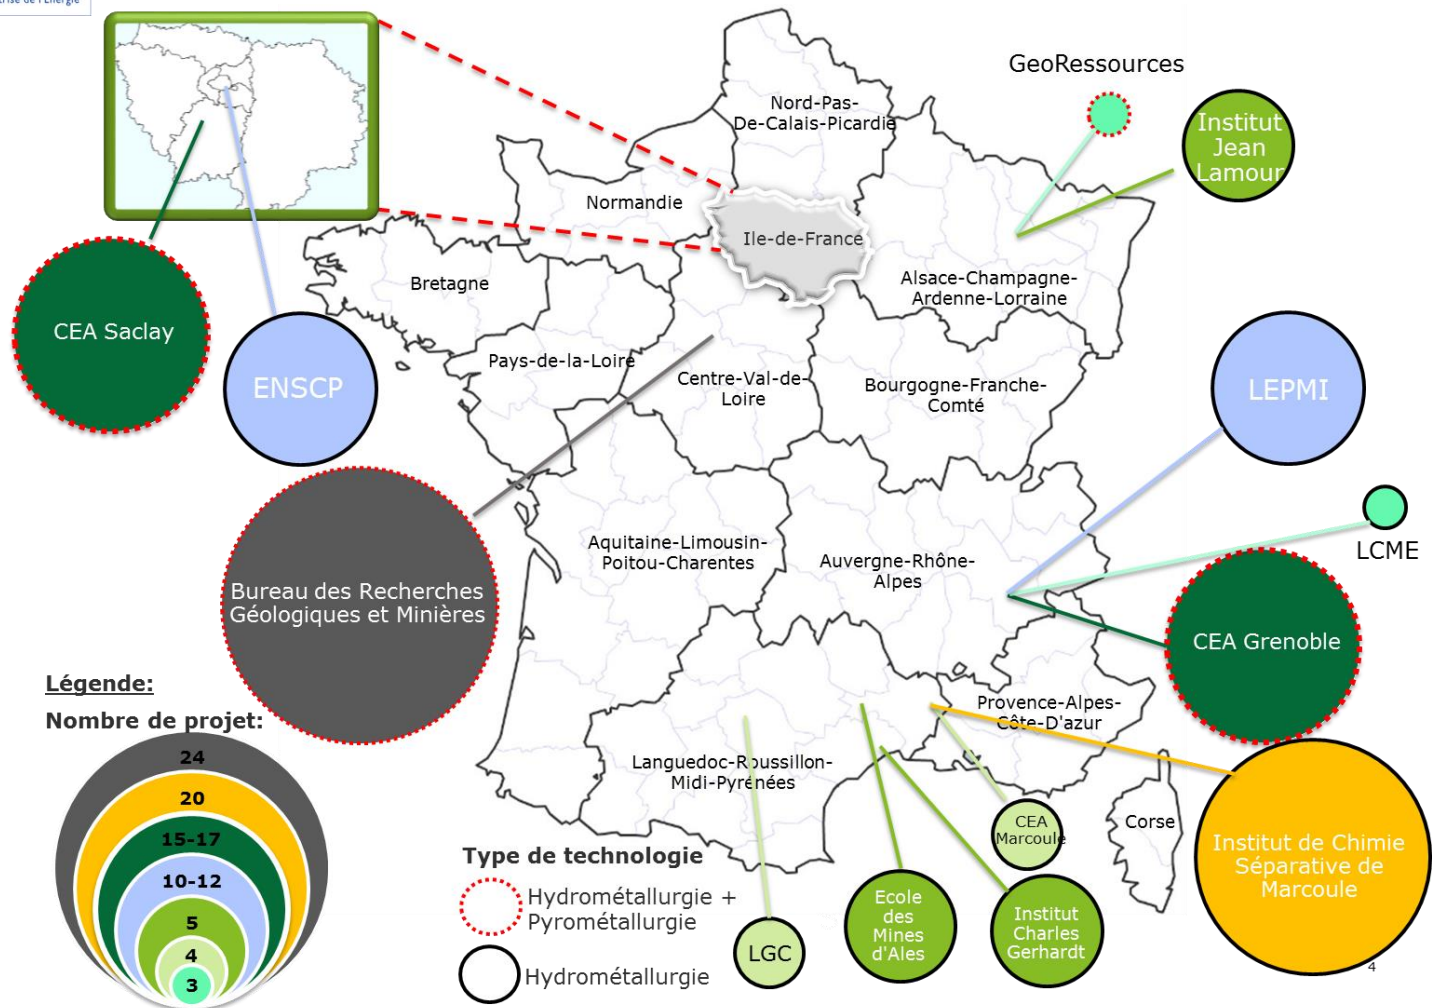 GeoRessources
Institut
Jean
Lamour
Nord-Pas-
De-Calais-Picardie
Normandie
Ile-de-France
Bretagne
Alsace-Champagne-
Ardenne-Lorraine
CEA Saclay
ENSCP
Pays-de-la-Loire
Centre-Val-de-
Loire
Bourgogne-Franche-
Comté
LEPMI
LCME
Aquitaine-Limousin-
Poitou-Charentes
Auvergne-Rhône-
Alpes
Bureau des Recherches
Géologiques et Minières
CEA Grenoble
Provence-Alpes-
Côte-D'azur
Languedoc-Roussillon-
Midi-Pyrénées
Corse
CEA
Marcoule
Institut de Chimie
Séparative de
Marcoule
Ecole
des
Mines
d'Ales
Institut
Charles
Gerhardt
LGC
Légende:
Nombre de projet:
24
20
15-17
10-12
5
4
3
Type de technologie
Hydrométallurgie +
Pyrométallurgie
Hydrométallurgie
4